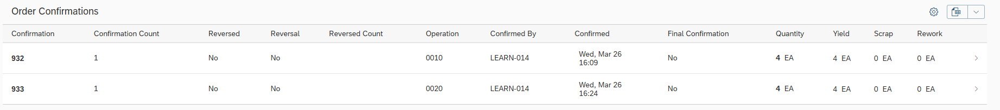 Order Confirmations
Confirmation Confirmation Count Reversed Reversal Reversed Count Operation Confirmed By Confirmed Final Confirmation Quantity Yield Scrap Rework
932 1 No No 0010 LEARN-014 Wed, Mar 26 No 4 EA 4 EA 0 EA 0 EA
16:09
933 1 No No 0020 LEARN-014 Wed, Mar 26 No 4 EA 4 EA 0 EA 0 EA
16:24